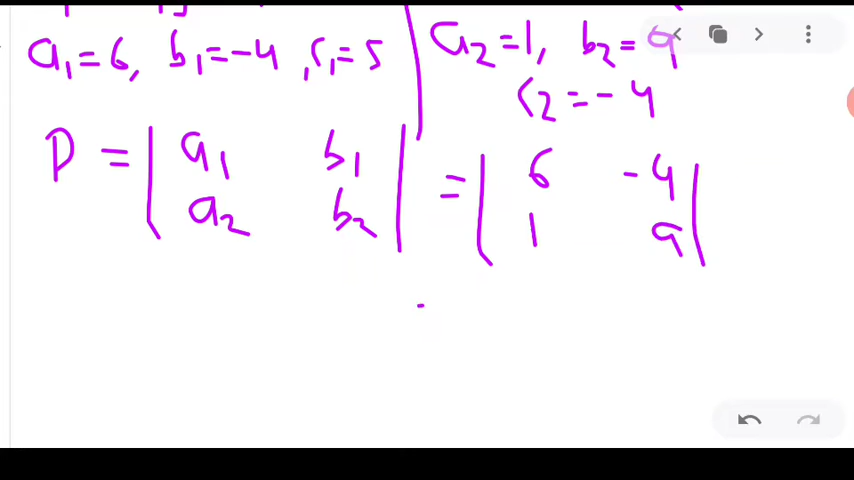 a₁=6, b₁=-4, c₁=5
a₂=1, b₂=9
c₂=-4
D = | a₁ b₁ | = | 6 -4 |
| a₂ b₂ | | 1 9 |